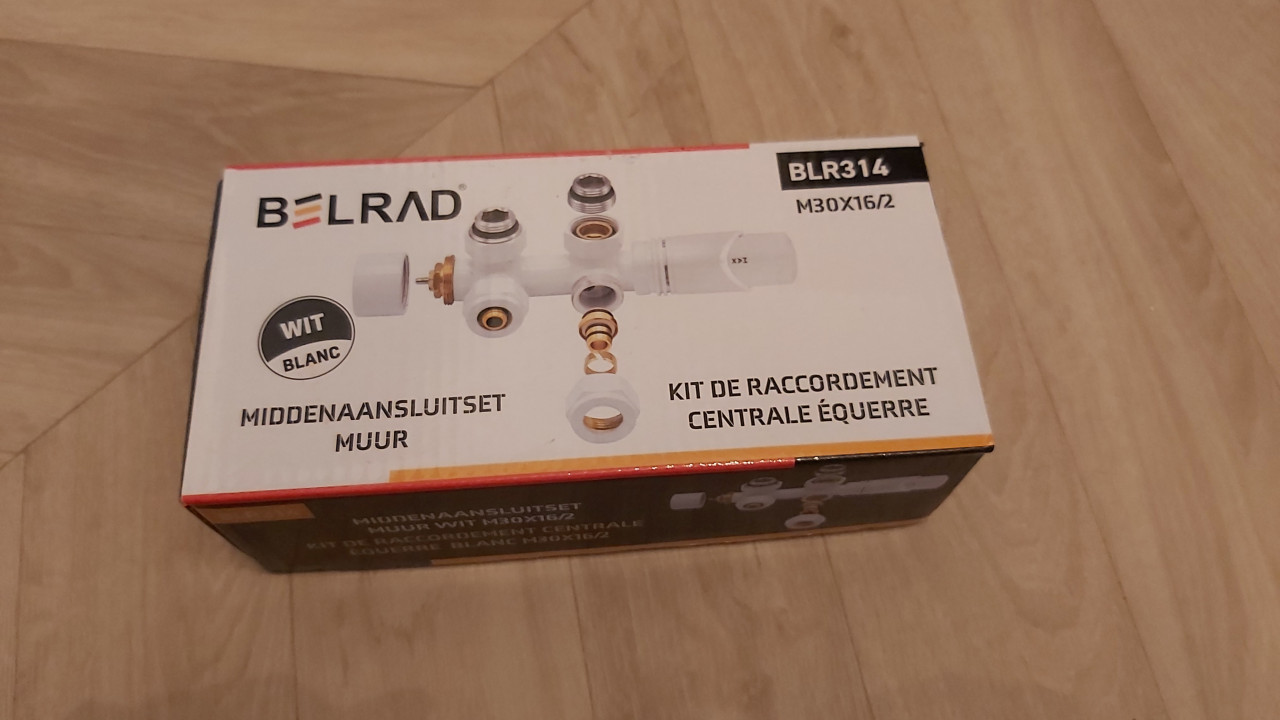 BELRAD®
BLR314
M30X16/2
WIT
BLANC
MIDDENAANSLUITSET
MUUR
KIT DE RACCORDEMENT
CENTRALE ÉQUERRE
MIDDENAANSLUITSET
MUUR WIT M30X16/2
KIT DE RACCORDEMENT CENTRALE
ÉQUERRE BLANC M30X16/2